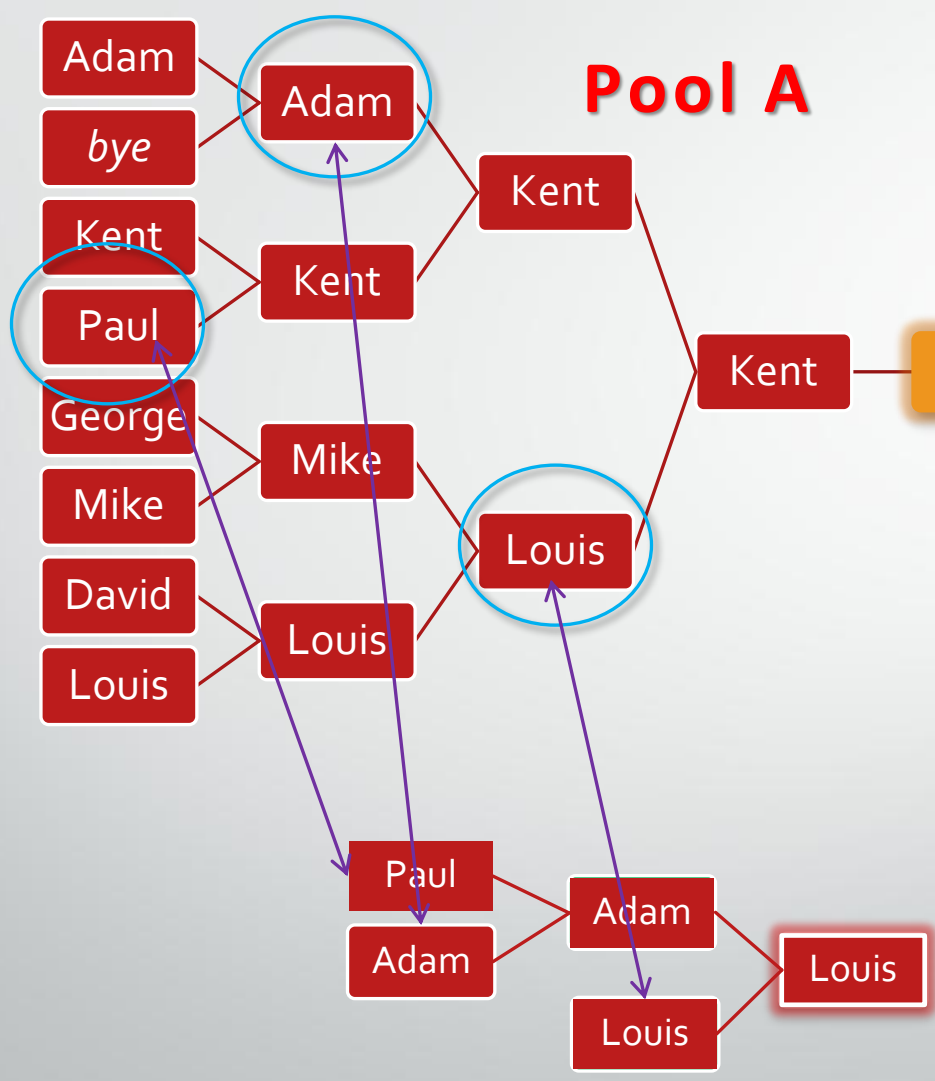 Pool A
Adam
bye
Kent
Paul
George
Mike
David
Louis
Adam
Kent
Mike
Louis
Kent
Louis
Kent
Paul
Adam
Adam
Louis
Louis